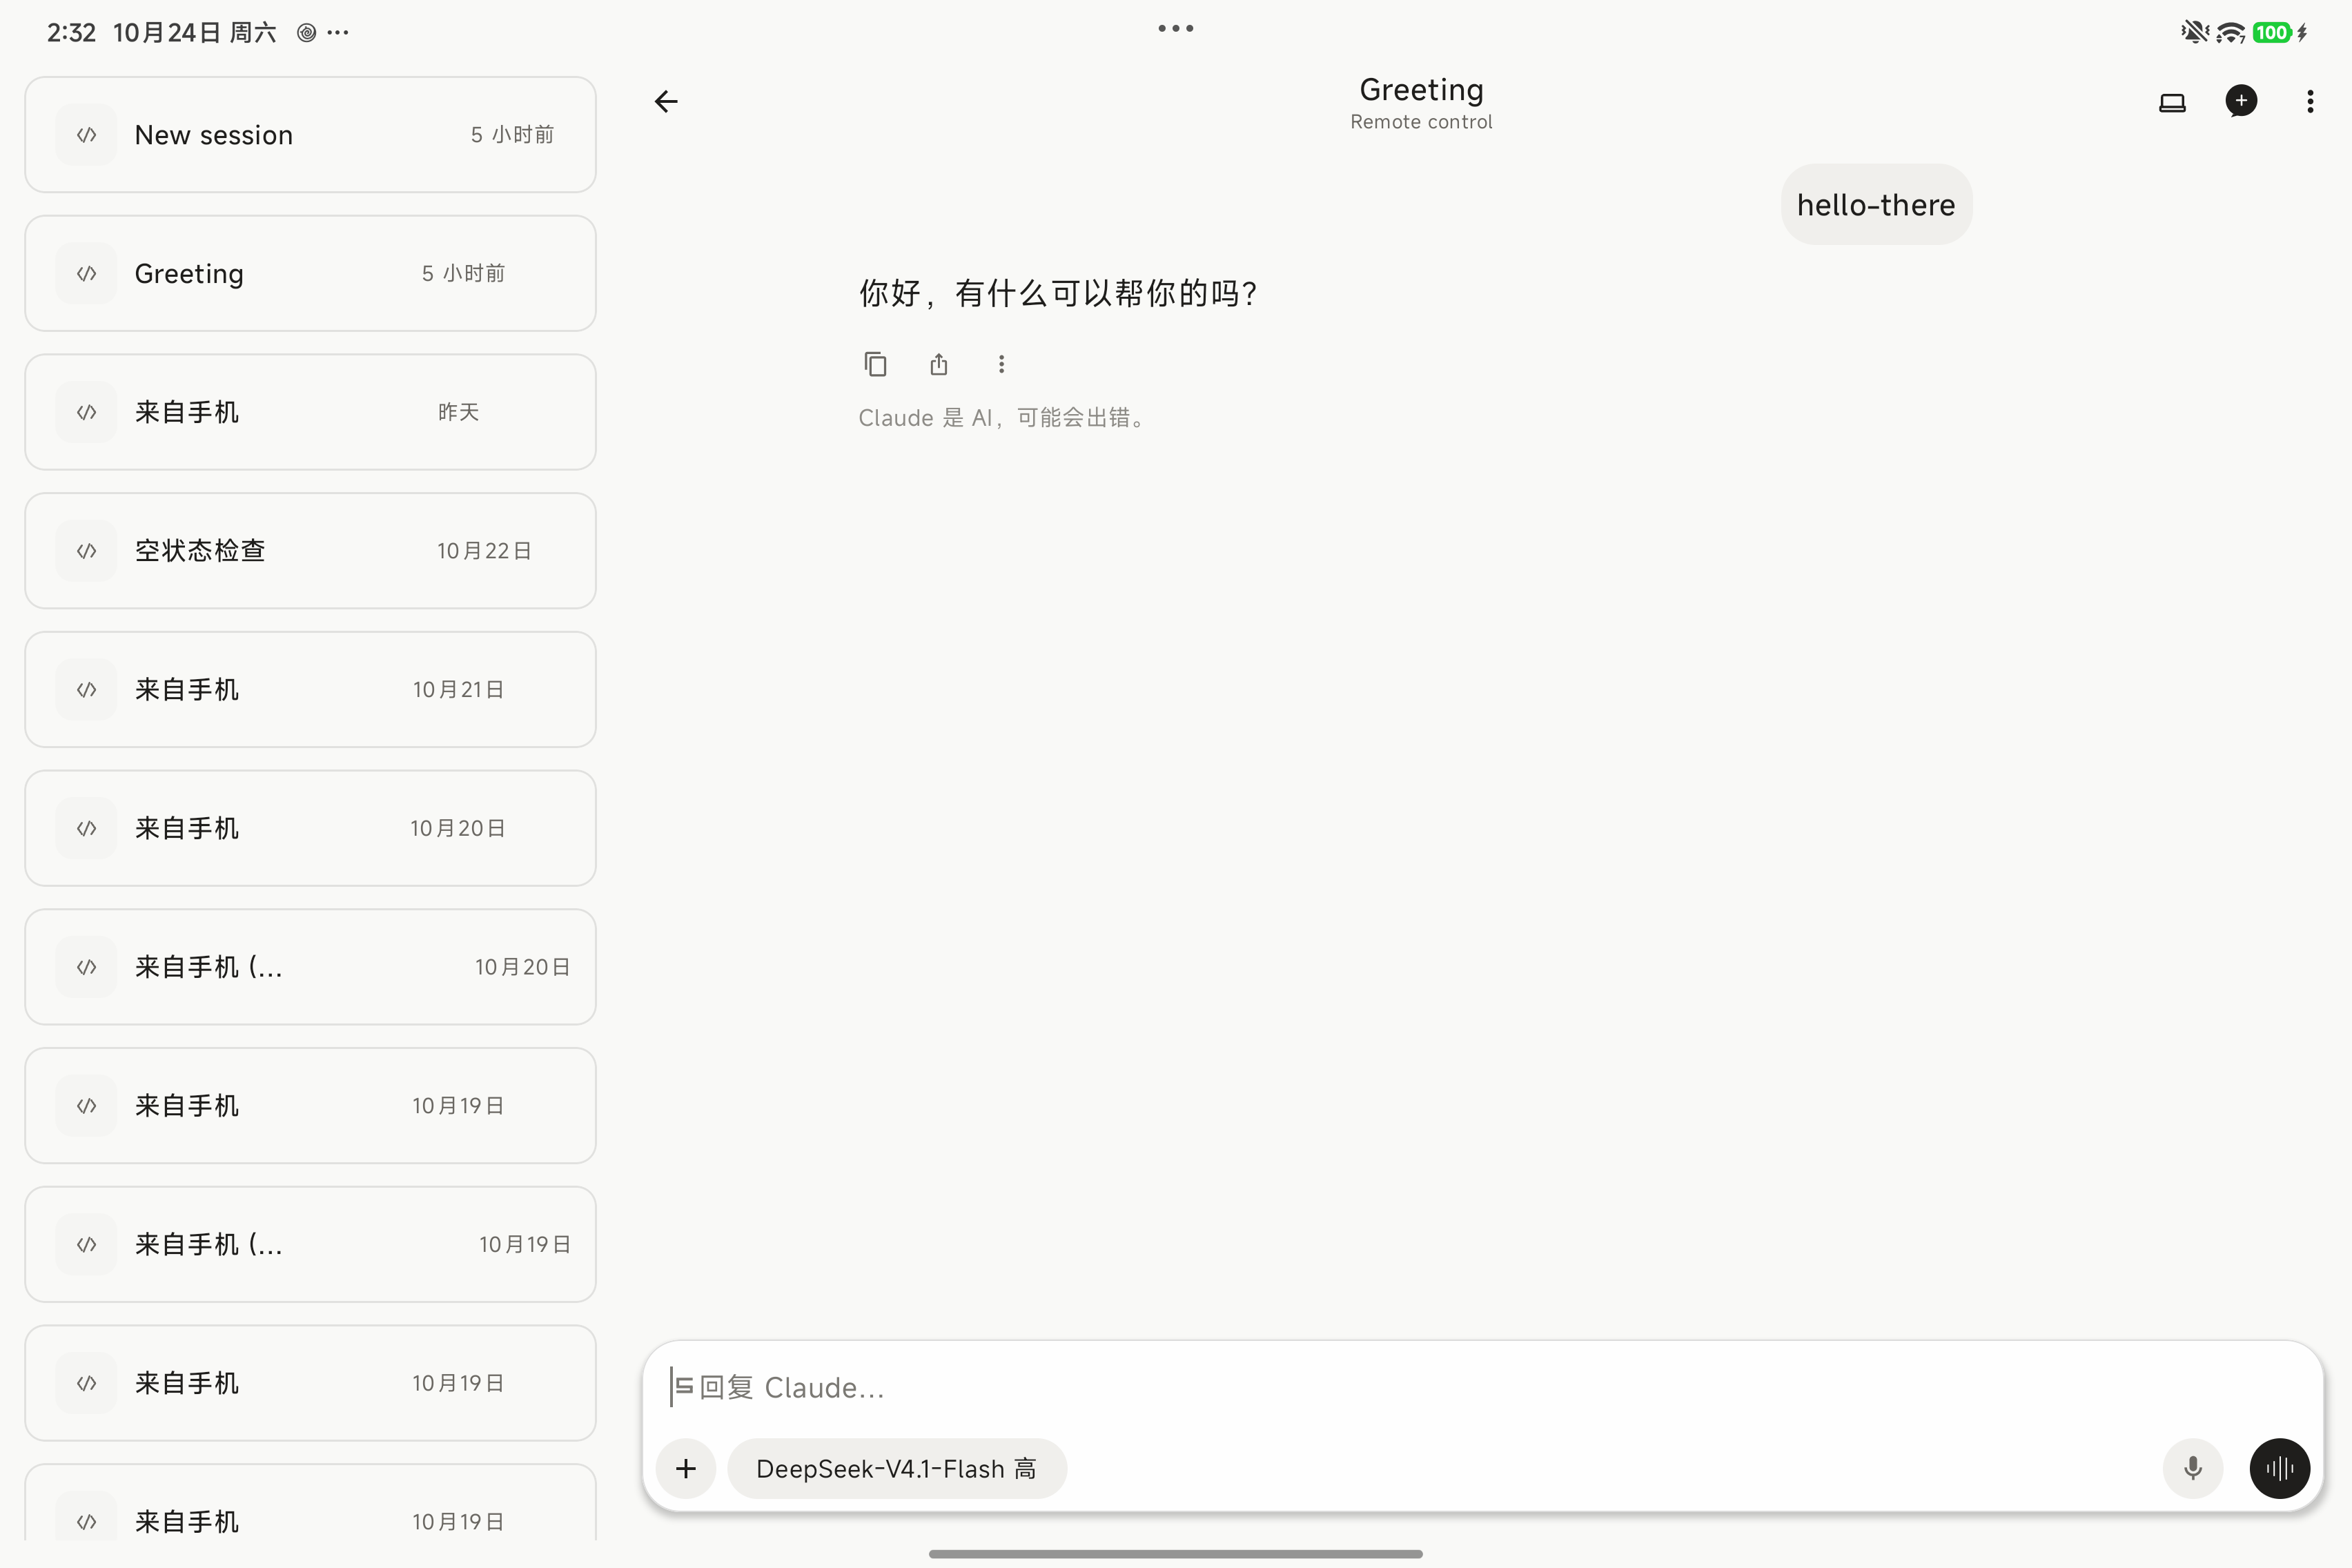 2:32 10月24日 周六
100
New session 5 小时前
Greeting 5 小时前
来自手机 昨天
空状态检查 10月22日
来自手机 10月21日
来自手机 10月20日
来自手机 (... 10月20日
来自手机 10月19日
来自手机 (... 10月19日
来自手机 10月19日
来自手机 10月19日
Greeting
Remote control
hello-there
你好，有什么可以帮你的吗？
Claude 是 AI，可能会出错。
回复 Claude...
DeepSeek-V4.1-Flash 高